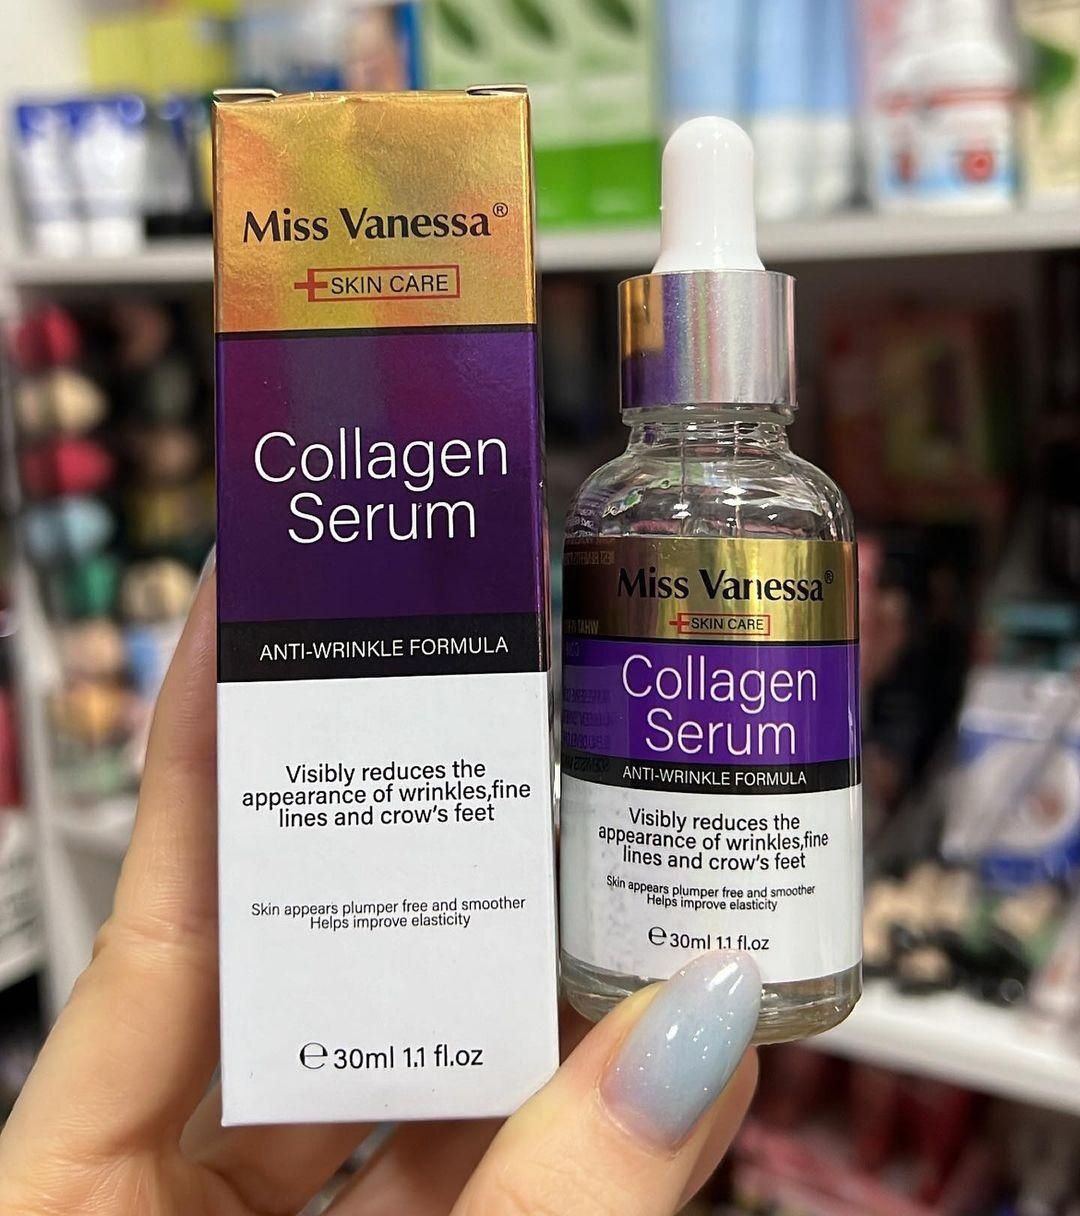 Miss Vanessa®
SKIN CARE
Collagen
Serum
ANTI-WRINKLE FORMULA
Visibly reduces the
appearance of wrinkles,fine
lines and crow's feet
Skin appears plumper free and smoother
Helps improve elasticity
℮ 30ml 1.1 fl.oz
Miss Vanessa®
SKIN CARE
Collagen
Serum
ANTI-WRINKLE FORMULA
Visibly reduces the
appearance of wrinkles,fine
lines and crow's feet
Skin appears plumper free and smoother
Helps improve elasticity
℮ 30ml 1.1 fl.oz